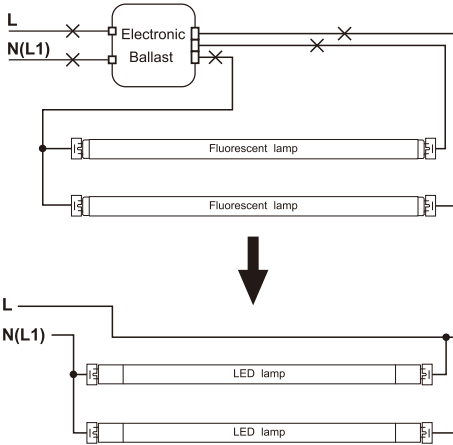 L
N(L1)
Electronic
Ballast
Fluorescent lamp
Fluorescent lamp
L
N(L1)
LED lamp
LED lamp